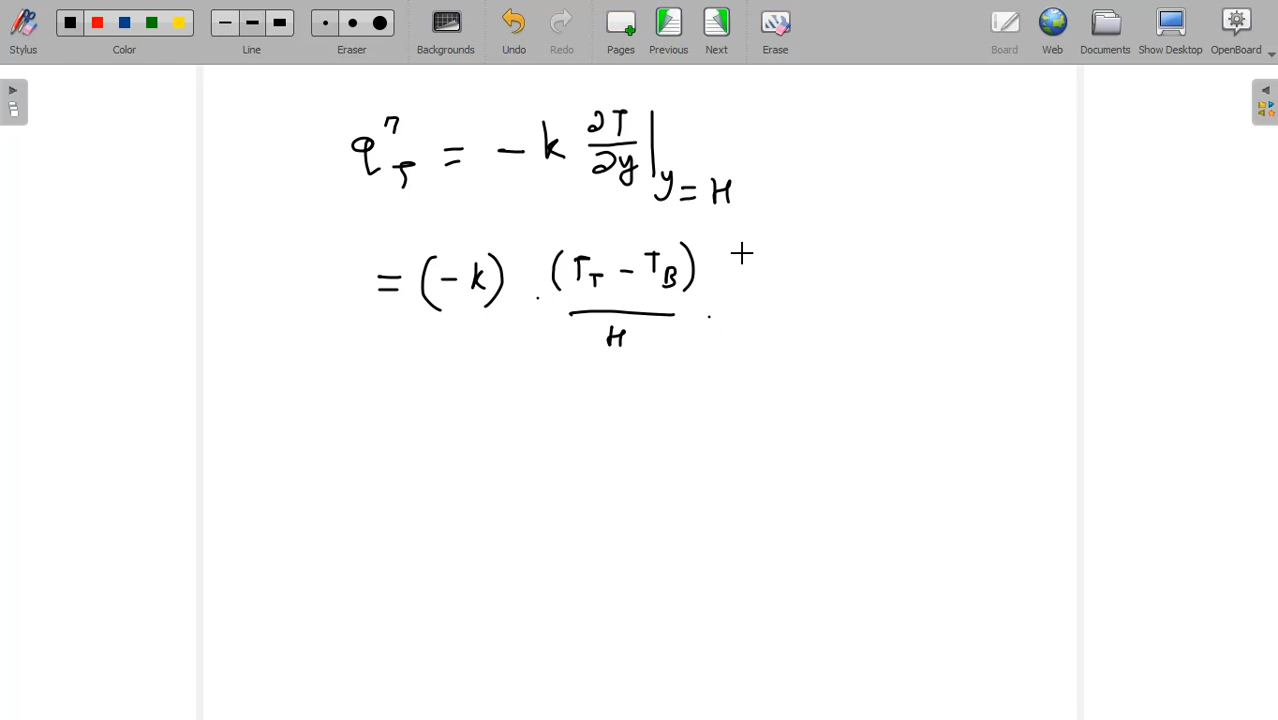 Stylus Color Line Eraser Backgrounds Undo Redo Pages Previous Next Erase Board Web Documents Show Desktop OpenBoard
q"_T = - k ∂T/∂y |_{y = H}
= (-k) . (T_T - T_B)/H .